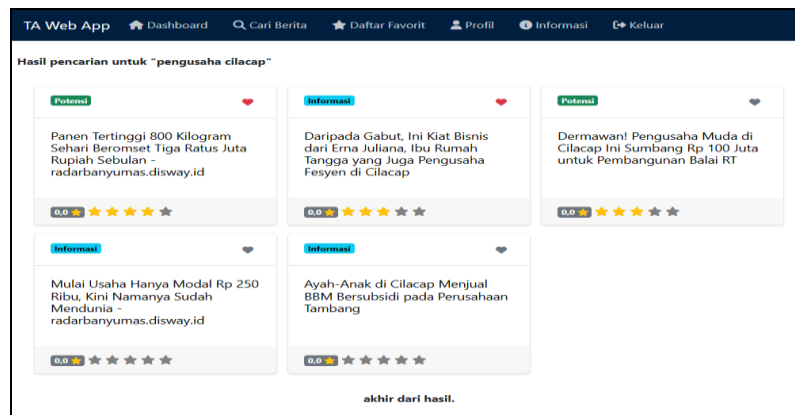 TA Web App Dashboard Cari Berita Daftar Favorit Profil Informasi Keluar
Hasil pencarian untuk "pengusaha cilacap"
Potensi
Panen Tertinggi 800 Kilogram
Sehari Beromset Tiga Ratus Juta
Rupiah Sebulan -
radarbanyumas.disway.id
0,0
Informasi
Daripada Gabut, Ini Kiat Bisnis
dari Erna Juliana, Ibu Rumah
Tangga yang Juga Pengusaha
Fesyen di Cilacap
0,0
Potensi
Dermawan! Pengusaha Muda di
Cilacap Ini Sumbang Rp 100 Juta
untuk Pembangunan Balai RT
0,0
Informasi
Mulai Usaha Hanya Modal Rp 250
Ribu, Kini Namanya Sudah
Mendunia -
radarbanyumas.disway.id
0,0
Informasi
Ayah-Anak di Cilacap Menjual
BBM Bersubsidi pada Perusahaan
Tambang
0,0
akhir dari hasil.